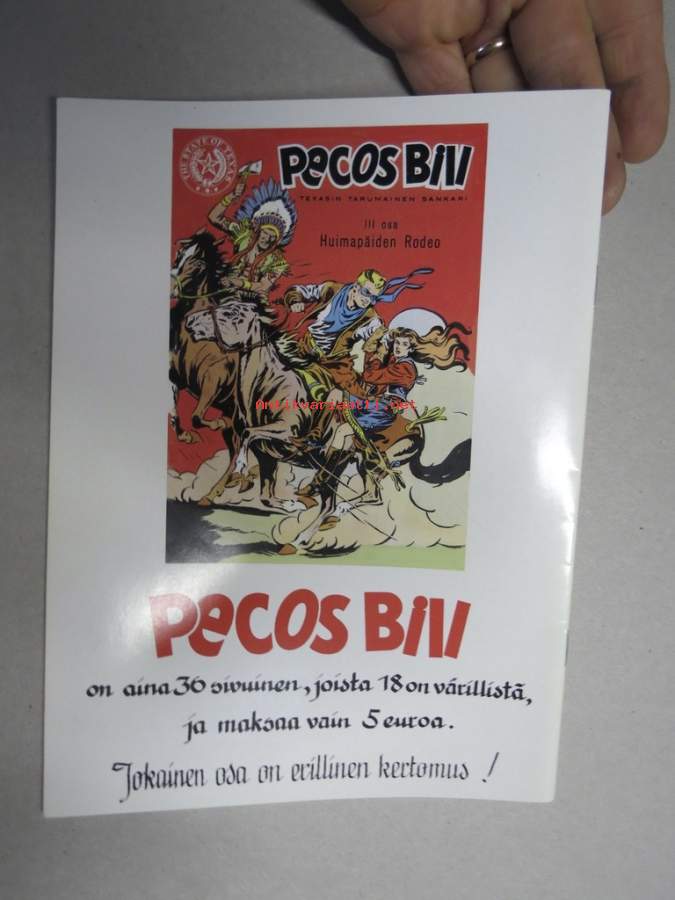 THE STATE OF TEXAS
PECOS BILL
TEXASIN TARUMAINEN SANKARI
III osa
Huimapäiden Rodeo
Antikvariaatti.net
PECOS BILL
on aina 36 sivuinen, joista 18 on värillistä,
ja maksaa vain 5 euroa.
Jokainen osa on erillinen kertomus !